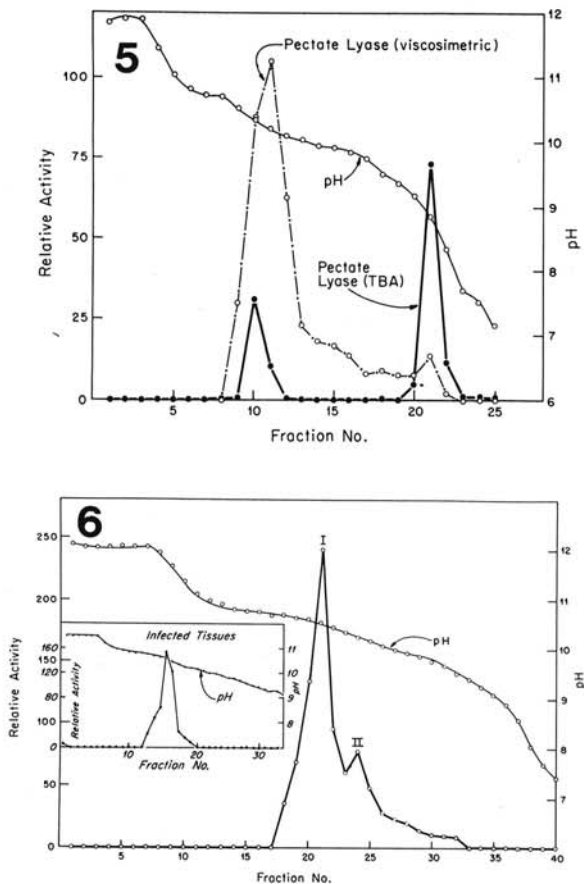 5
Pectate Lyase (viscosimetric)
pH
Pectate
Lyase (TBA)
Relative Activity
100
75
50
25
0
12
11
10
9
8
7
6
pH
5 10 15 20 25
Fraction No.
6
I
II
pH
Relative Activity
250
200
150
100
50
0
12
11
10
9
8
7
pH
5 10 15 20 25 30 35 40
Fraction No.
Infected Tissues
pH
Relative Activity
160
120
80
0
11
10
9
8
pH
10 20 30
Fraction No.